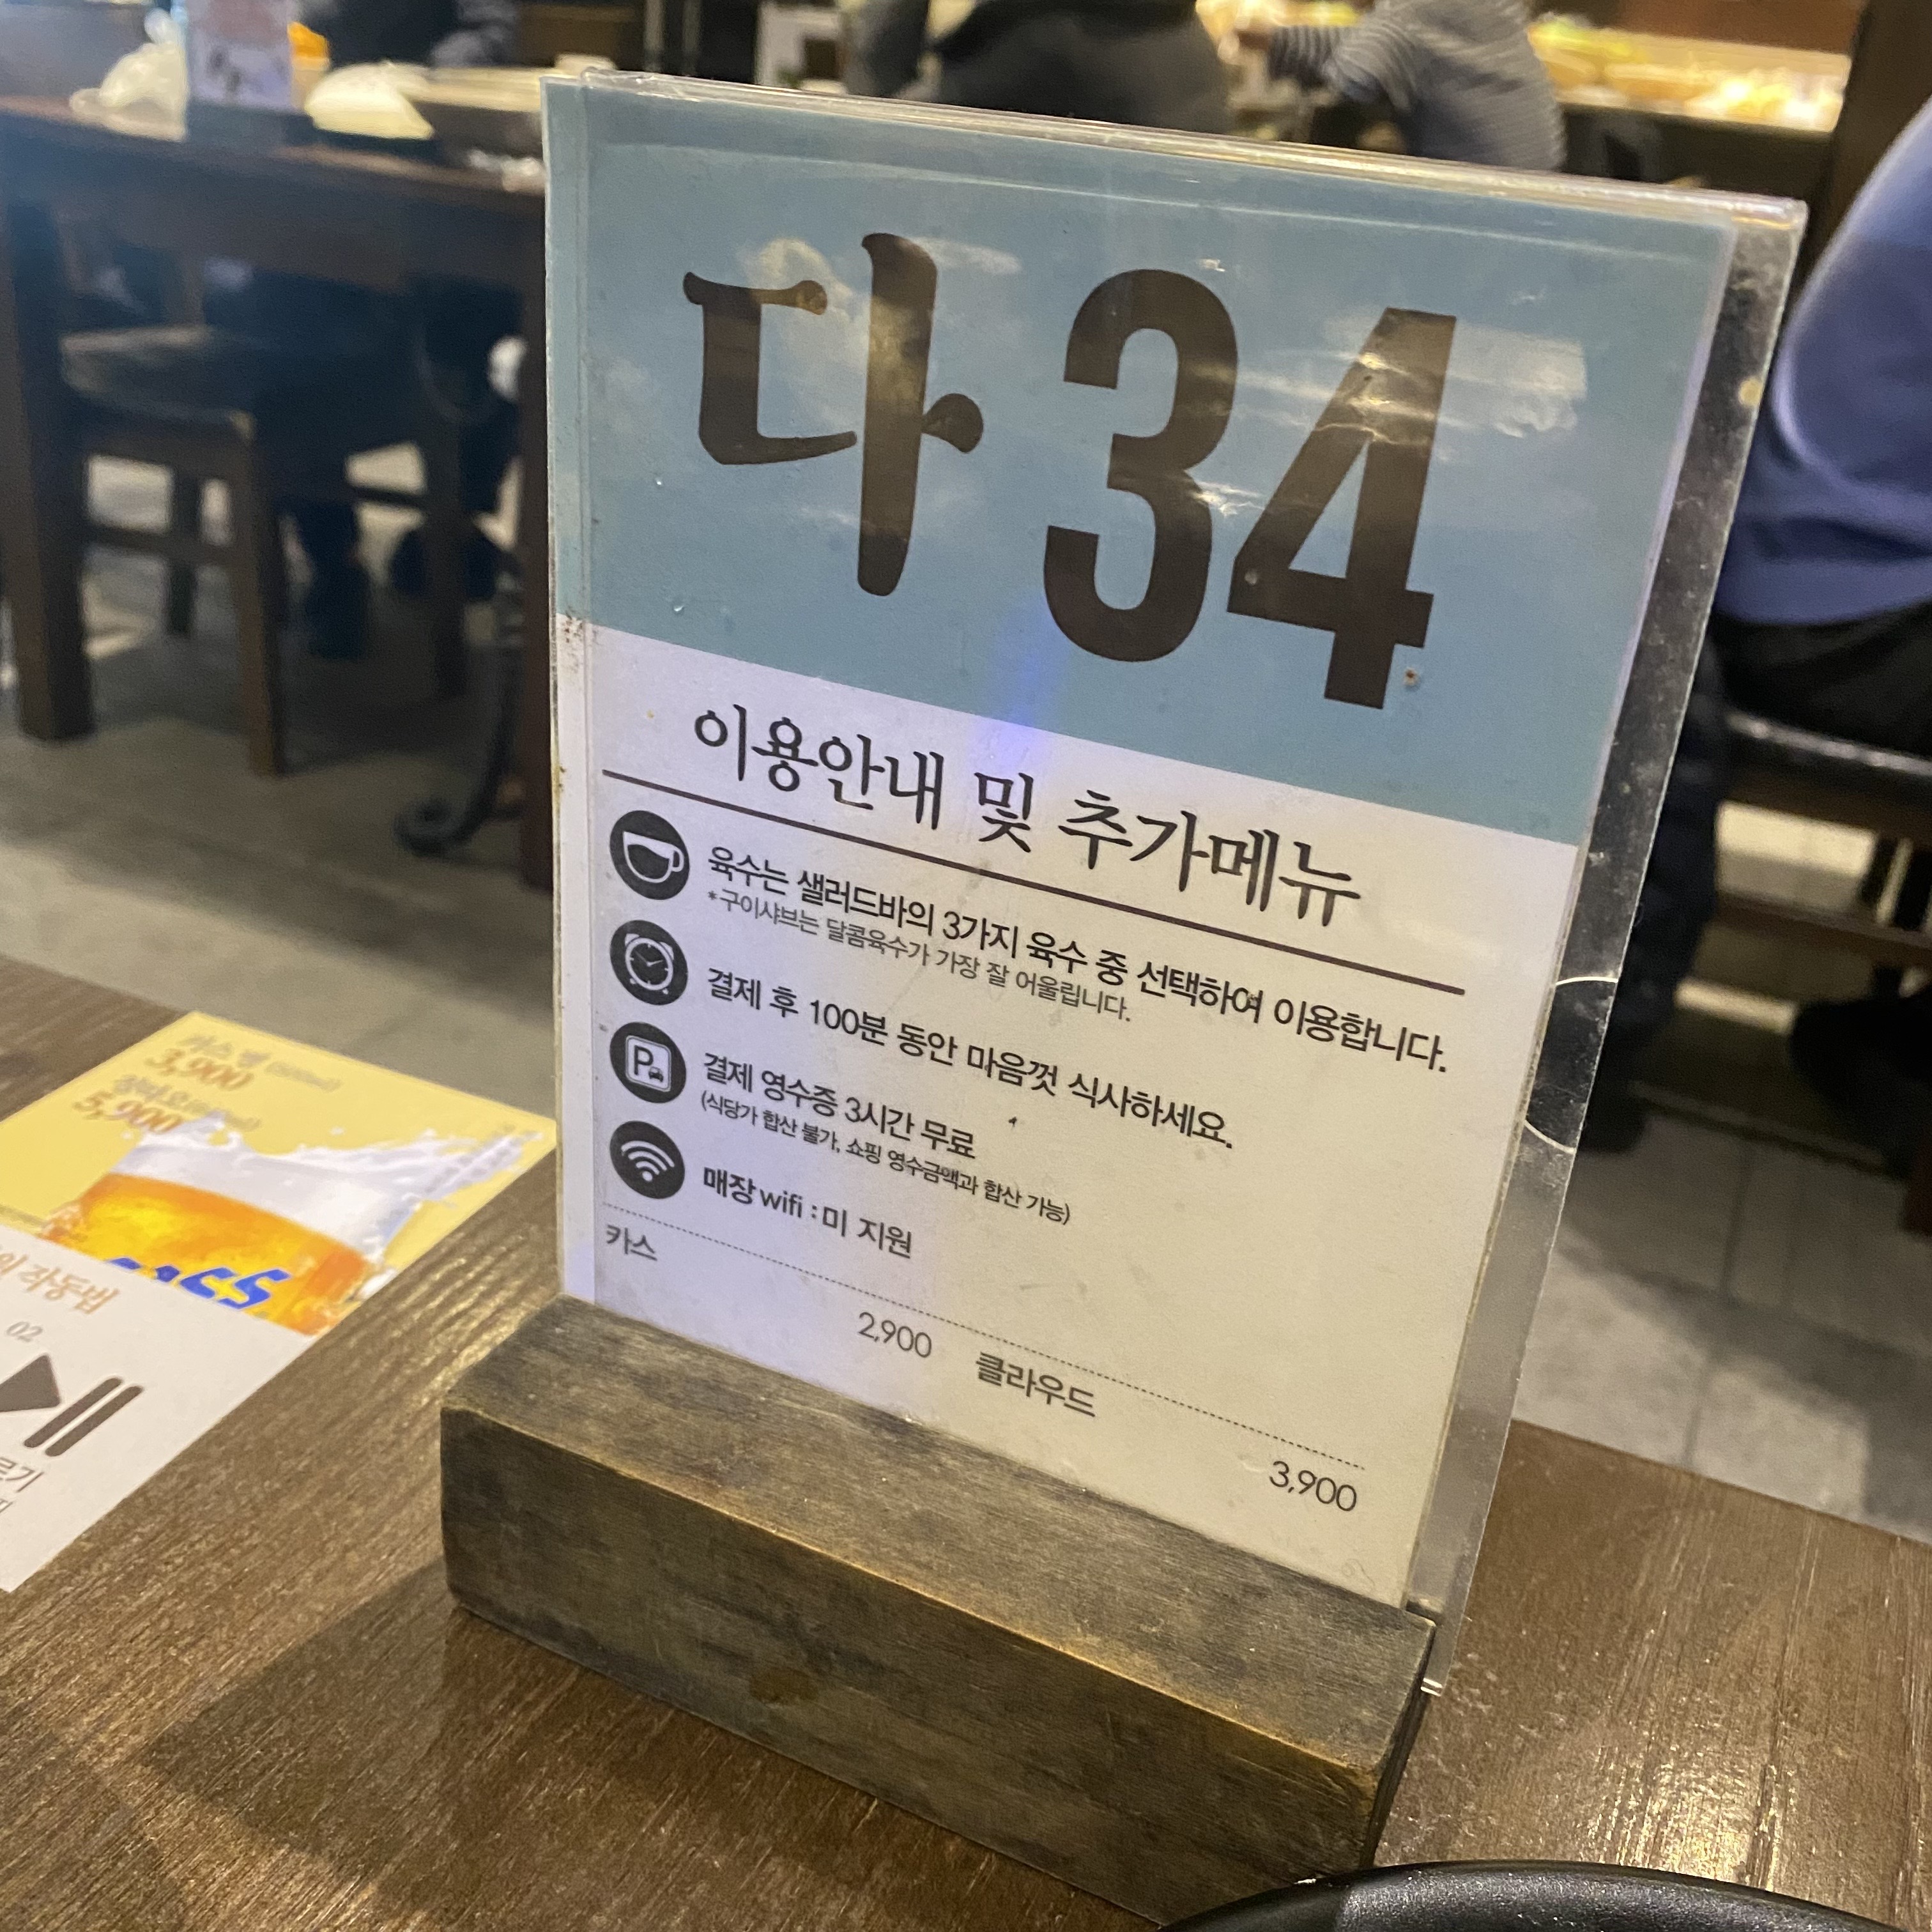 다 34
이용안내 및 추가메뉴
육수는 샐러드바의 3가지 육수 중 선택하여 이용합니다.
*구이샤브는 달콤육수가 가장 잘 어울립니다.
결제 후 100분 동안 마음껏 식사하세요.
P
결제 영수증 3시간 무료
(식당가 합산 불가, 쇼핑 영수금액과 합산 가능)
매장 wifi : 미 지원
카스 2,900 클라우드 3,900
3,900
5,900
작동법
02